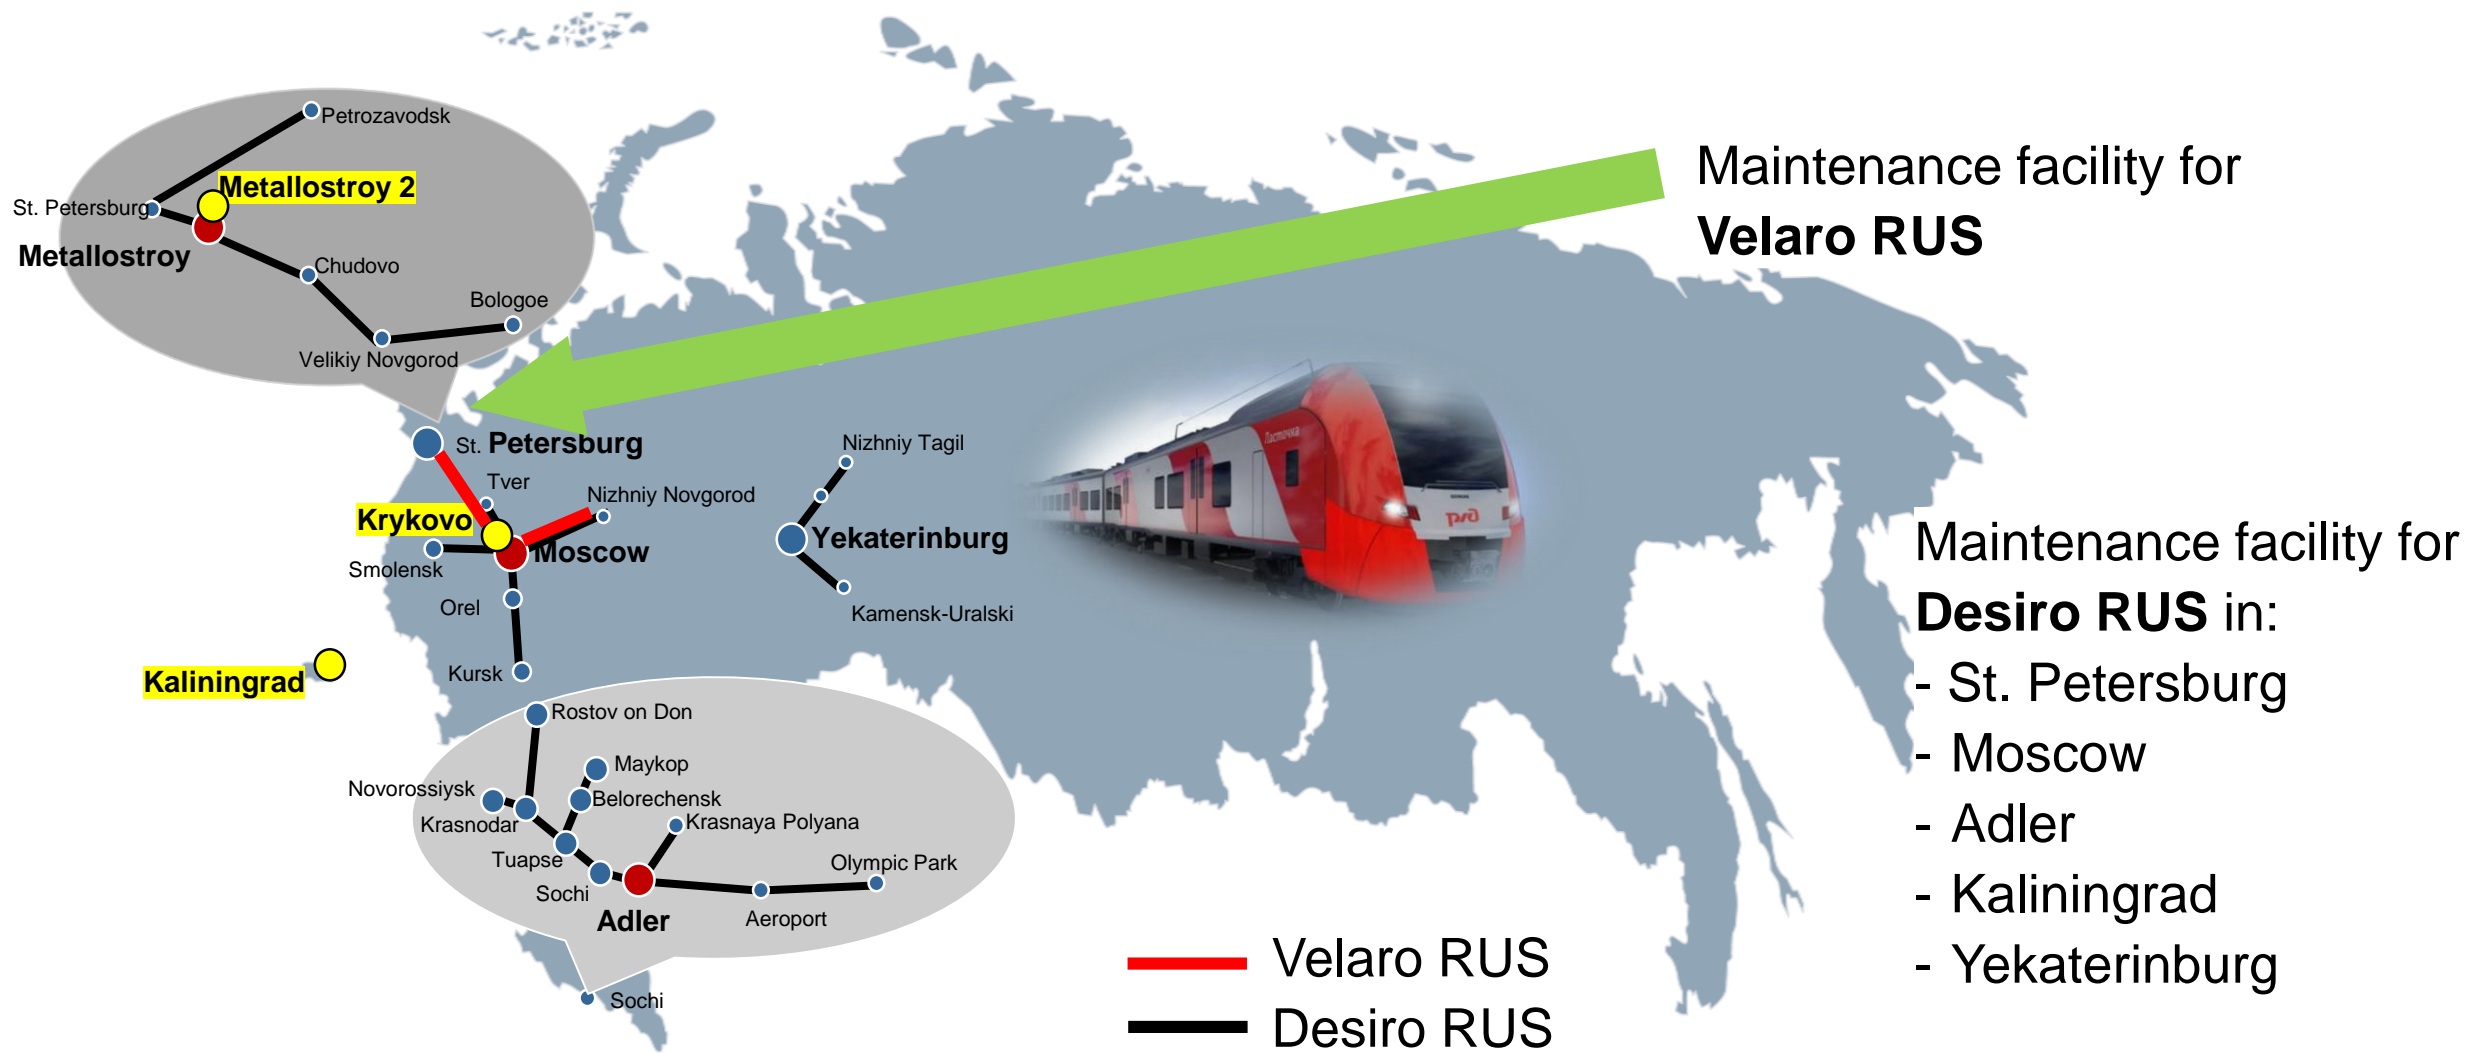 Petrozavodsk
Metallostroy 2
St. Petersburg
Metallostroy
Chudovo
Bologoe
Velikiy Novgorod
Maintenance facility for
Velaro RUS
St. Petersburg
Tver
Nizhniy Novgorod
Krykovo
Moscow
Smolensk
Orel
Kursk
Kaliningrad
Nizhniy Tagil
Yekaterinburg
Kamensk-Uralski
Ласточка
SIEMENS
РЖД
Rostov on Don
Maykop
Novorossiysk
Belorechensk
Krasnodar
Krasnaya Polyana
Tuapse
Olympic Park
Sochi
Adler
Aeroport
Sochi
Maintenance facility for
Desiro RUS in:
- St. Petersburg
- Moscow
- Adler
- Kaliningrad
- Yekaterinburg
Velaro RUS
Desiro RUS